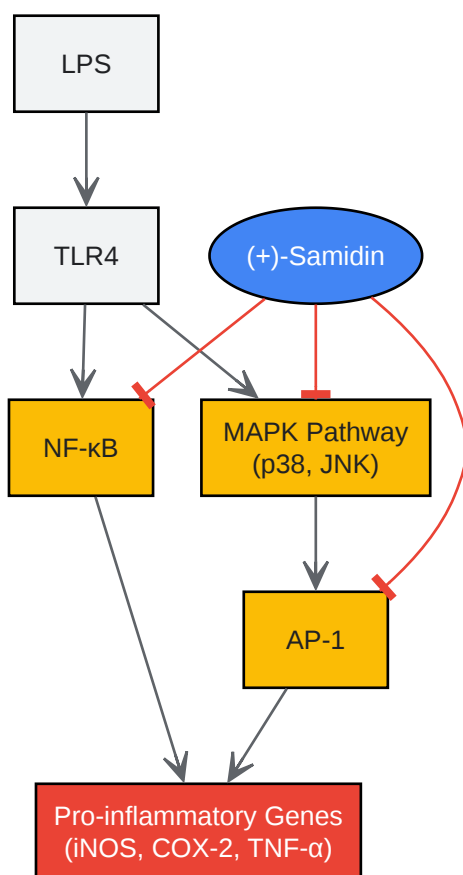 LPS
TLR4
(+)-Samidin
NF-κB
MAPK Pathway
(p38, JNK)
AP-1
Pro-inflammatory Genes
(iNOS, COX-2, TNF-α)